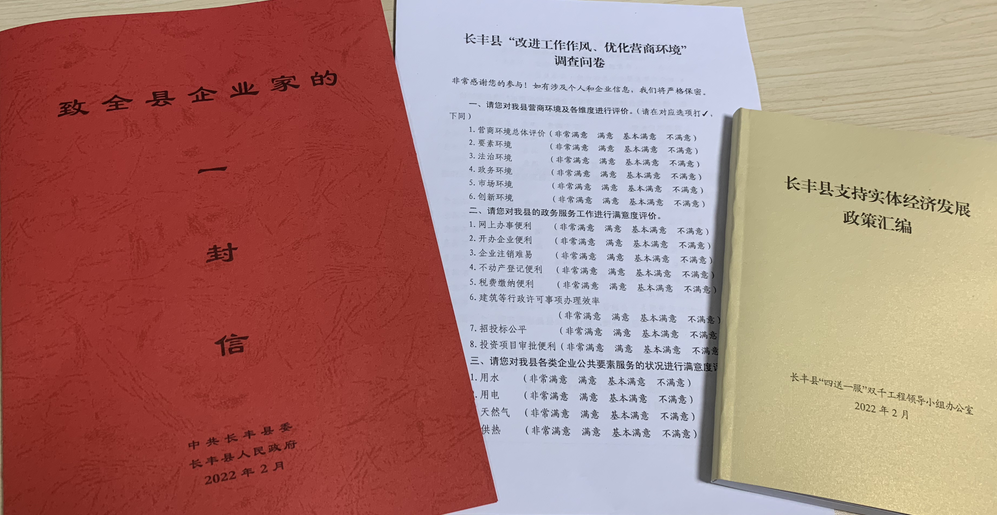 致全县企业家的
一
封
信
中共长丰县委
长丰县人民政府
2022年2月
长丰县“改进工作作风、优化营商环境”
调查问卷
非常感谢您的参与！如有涉及个人和企业信息，我们将严格保密。
一、请您对我县营商环境及各维度进行评价。（请在对应选项打✓，
下同）
1.营商环境总体评价（非常满意 满意 基本满意 不满意）
2.要素环境 （非常满意 满意 基本满意 不满意）
3.法治环境 （非常满意 满意 基本满意 不满意）
4.政务环境 （非常满意 满意 基本满意 不满意）
5.市场环境 （非常满意 满意 基本满意 不满意）
6.创新环境 （非常满意 满意 基本满意 不满意）
二、请您对我县的政务服务工作进行满意度评价。
1.网上办事便利 （非常满意 满意 基本满意 不满意）
2.开办企业便利 （非常满意 满意 基本满意 不满意）
3.企业注销难易 （非常满意 满意 基本满意 不满意）
4.不动产登记便利 （非常满意 满意 基本满意 不满意）
5.税费缴纳便利 （非常满意 满意 基本满意 不满意）
6.建筑等行政许可事项办理效率
（非常满意 满意 基本满意 不满意）
7.招投标公平 （非常满意 满意 基本满意 不满意
8.投资项目审批便利（非常满意 满意 基本满意 不满意
三、请您对我县各类企业公共要素服务的状况进行满意度评
1.用水 （非常满意 满意 基本满意 不满意）
.用电 （非常满意 满意 基本满意 不满意）
天然气 （非常满意 满意 基本满意 不满意）
供热 （非常满意 满意 基本满意 不满意）
长丰县支持实体经济发展
政策汇编
长丰县“四送一服”双千工程领导小组办公室
2022年2月